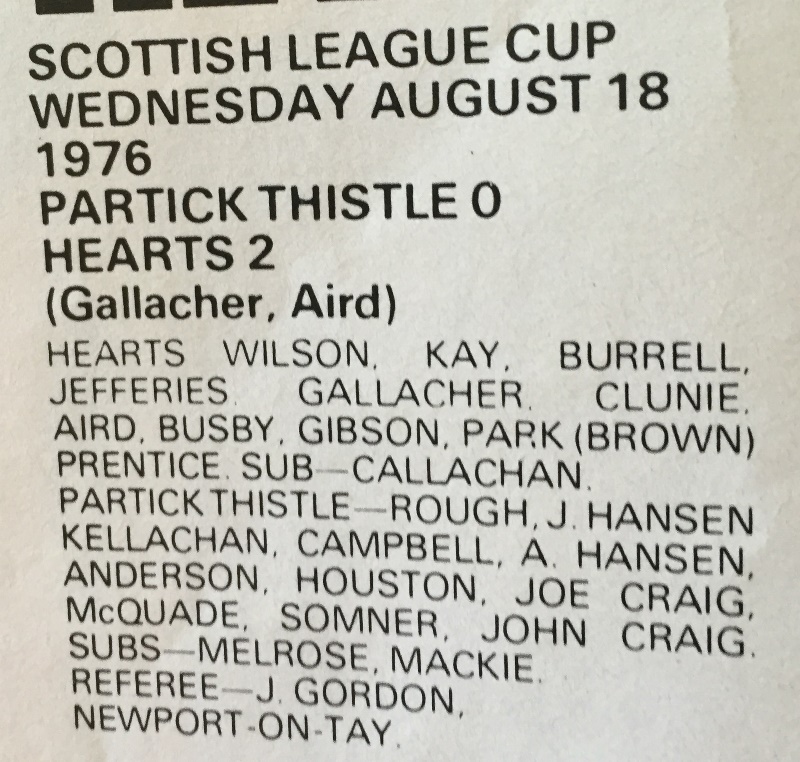 SCOTTISH LEAGUE CUP
WEDNESDAY AUGUST 18
1976
PARTICK THISTLE 0
HEARTS 2
(Gallacher, Aird)
HEARTS WILSON, KAY, BURRELL,
JEFFERIES, GALLACHER, CLUNIE,
AIRD, BUSBY, GIBSON, PARK (BROWN)
PRENTICE. SUB—CALLACHAN.
PARTICK THISTLE—ROUGH, J. HANSEN
KELLACHAN, CAMPBELL, A. HANSEN,
ANDERSON, HOUSTON, JOE CRAIG,
McQUADE, SOMNER, JOHN CRAIG.
SUBS—MELROSE, MACKIE.
REFEREE—J. GORDON,
NEWPORT-ON-TAY.